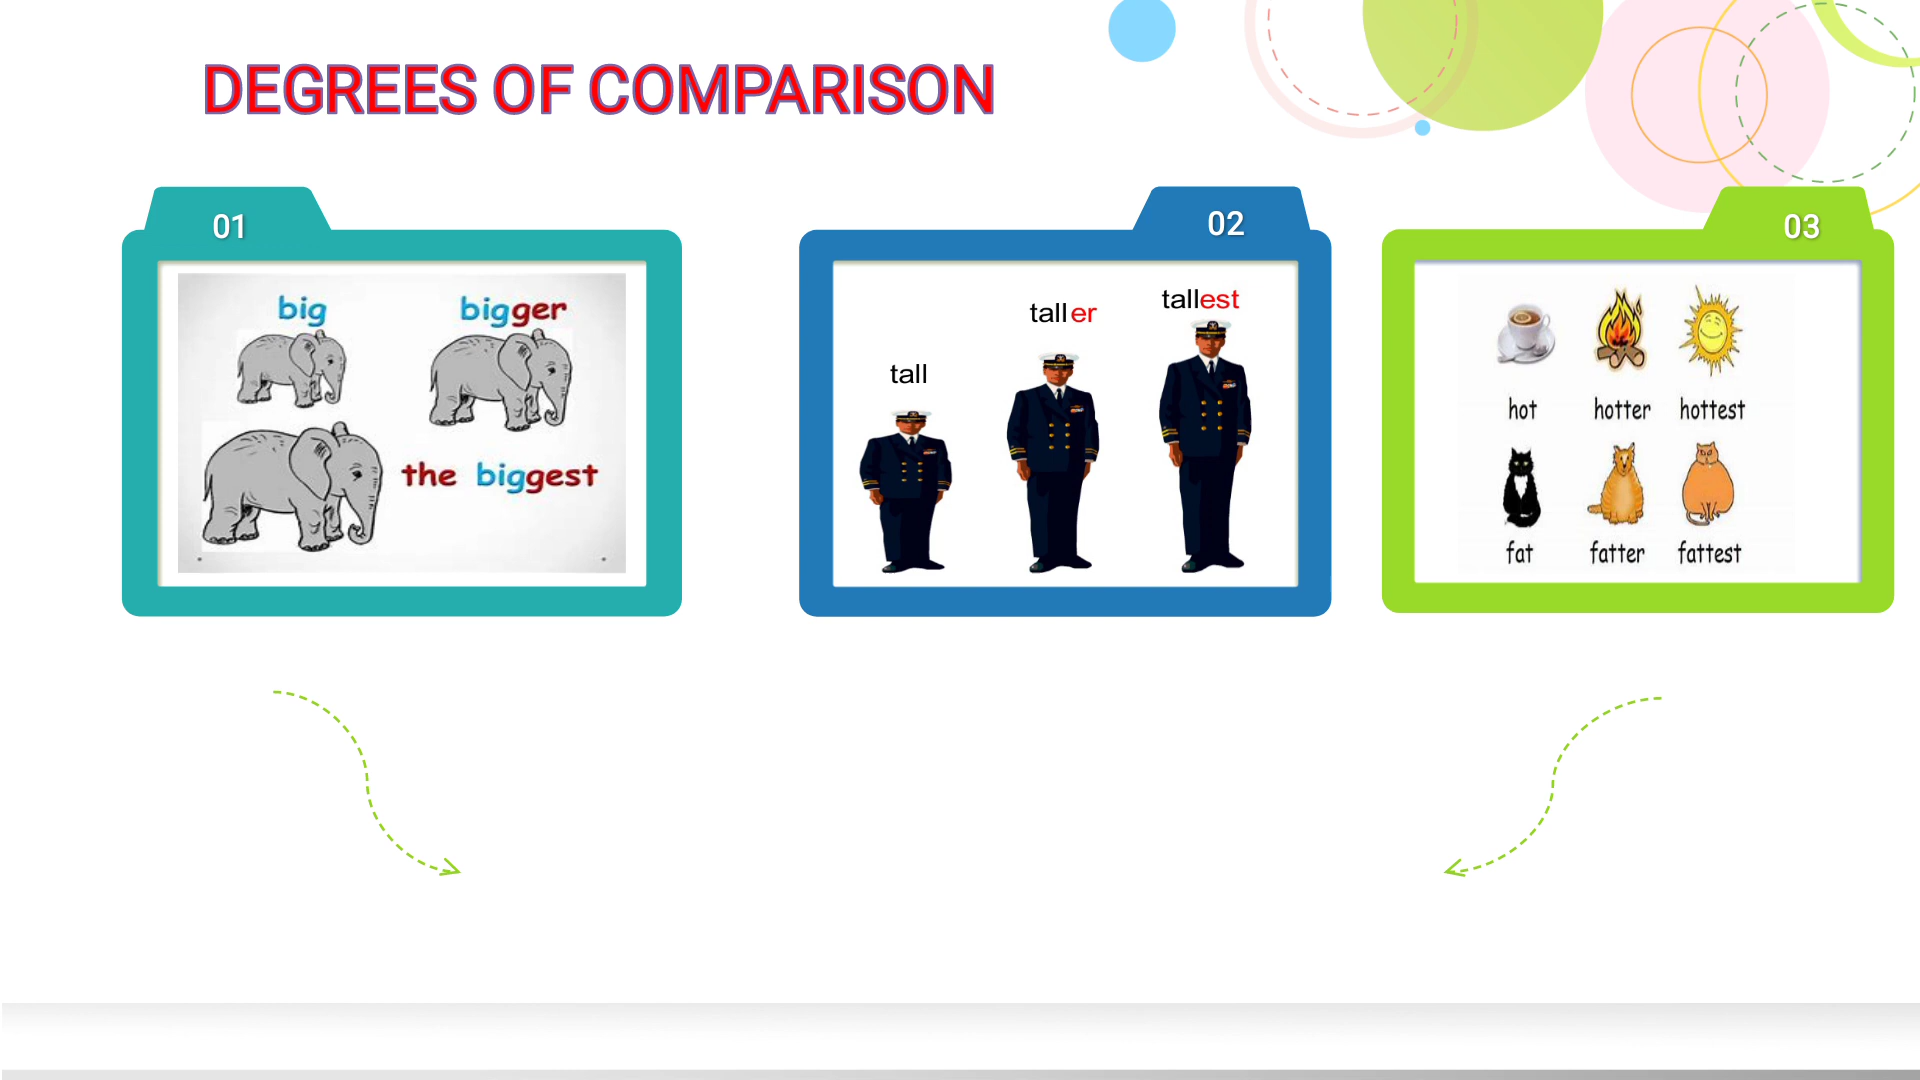 DEGREES OF COMPARISON
01
big bigger
the biggest
02
tall taller tallest
03
hot hotter hottest
fat fatter fattest